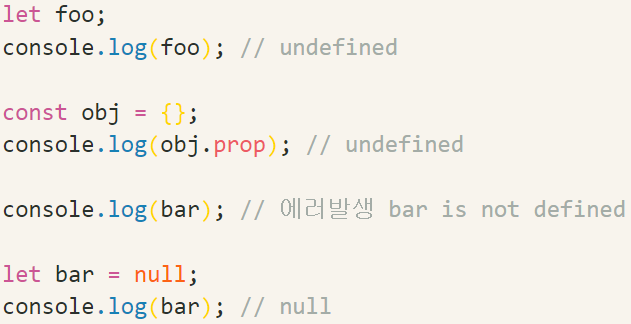 let foo;
console.log(foo); // undefined
const obj = {};
console.log(obj.prop); // undefined
console.log(bar); // 에러발생 bar is not defined
let bar = null;
console.log(bar); // null